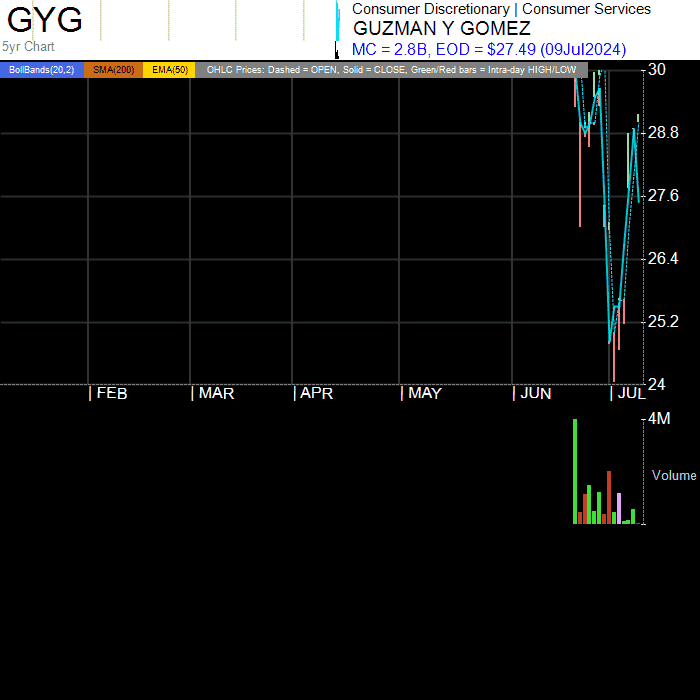 GYG
5yr Chart
Consumer Discretionary | Consumer Services
GUZMAN Y GOMEZ
MC = 2.8B, EOD = $27.49 (09Jul2024)
BollBands(20,2) SMA(200) EMA(50) OHLC Prices: Dashed = OPEN, Solid = CLOSE, Green/Red bars = Intra-day HIGH/LOW
30
28.8
27.6
26.4
25.2
24
| FEB | MAR | APR | MAY | JUN | JUL
4M
Volume